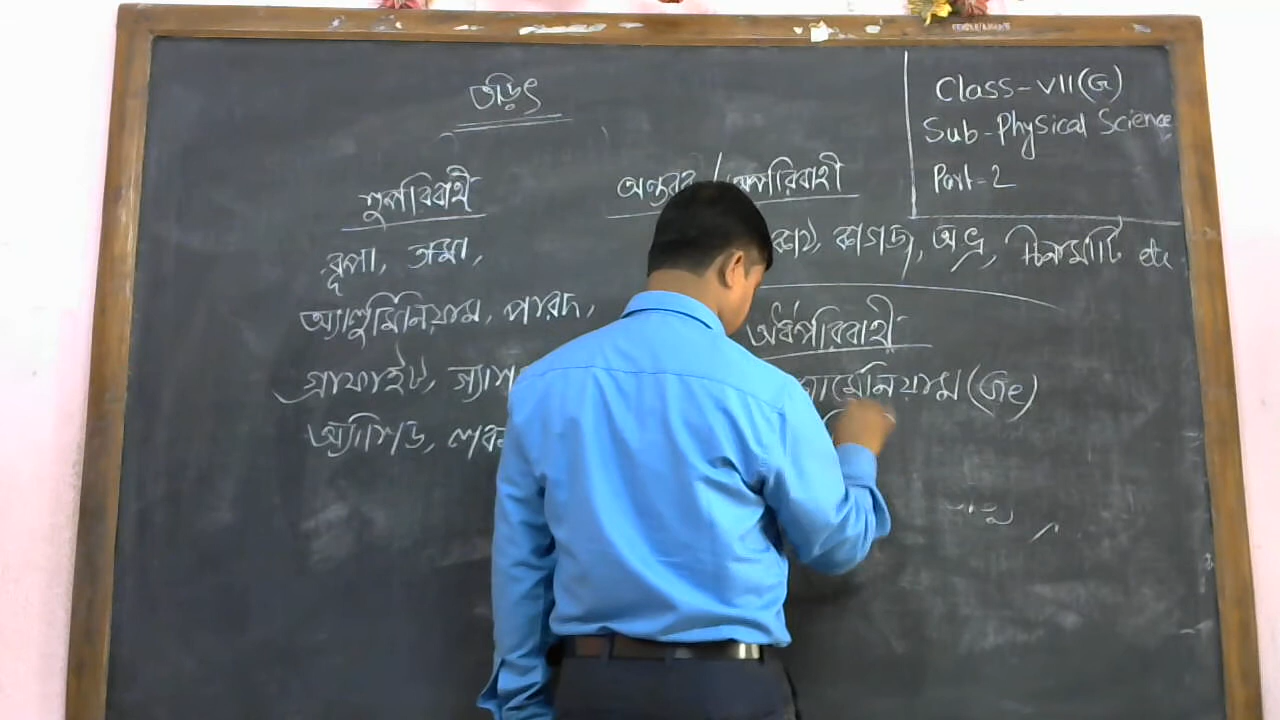 তড়িৎ
Class-VII(G)
Sub-Physical Science
Part-2
সুপরিবাহী
রূপা, তামা,
অ্যালুমিনিয়াম, পারদ,
গ্রাফাইট, গ্যাস
অ্যাসিড, লবন
অন্তরক / অপরিবাহী
কাঠ, কাগজ, অভ্র, চিনামাটি etc.
অর্ধপরিবাহী
জার্মেনিয়াম (Ge)